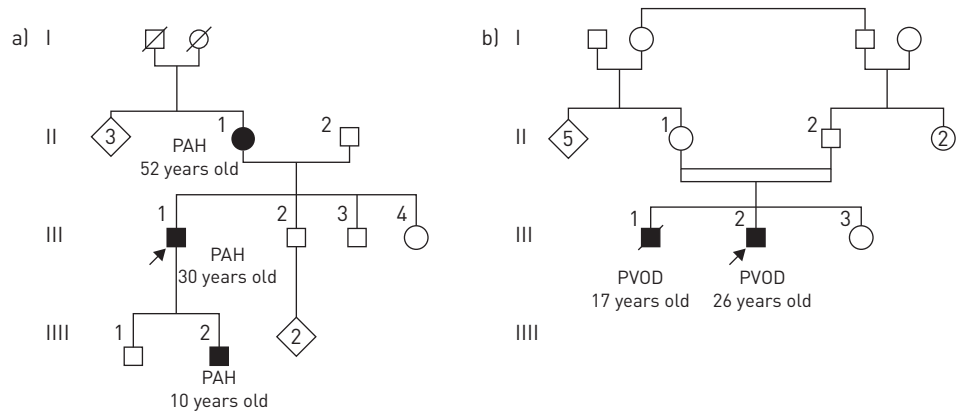 a) I
3
1
2
II
PAH
52 years old
1
2
3
4
III
PAH
30 years old
1
2
2
IIII
PAH
10 years old
b) I
5
1
2
2
II
1
2
3
III
PVOD
17 years old
PVOD
26 years old
IIII